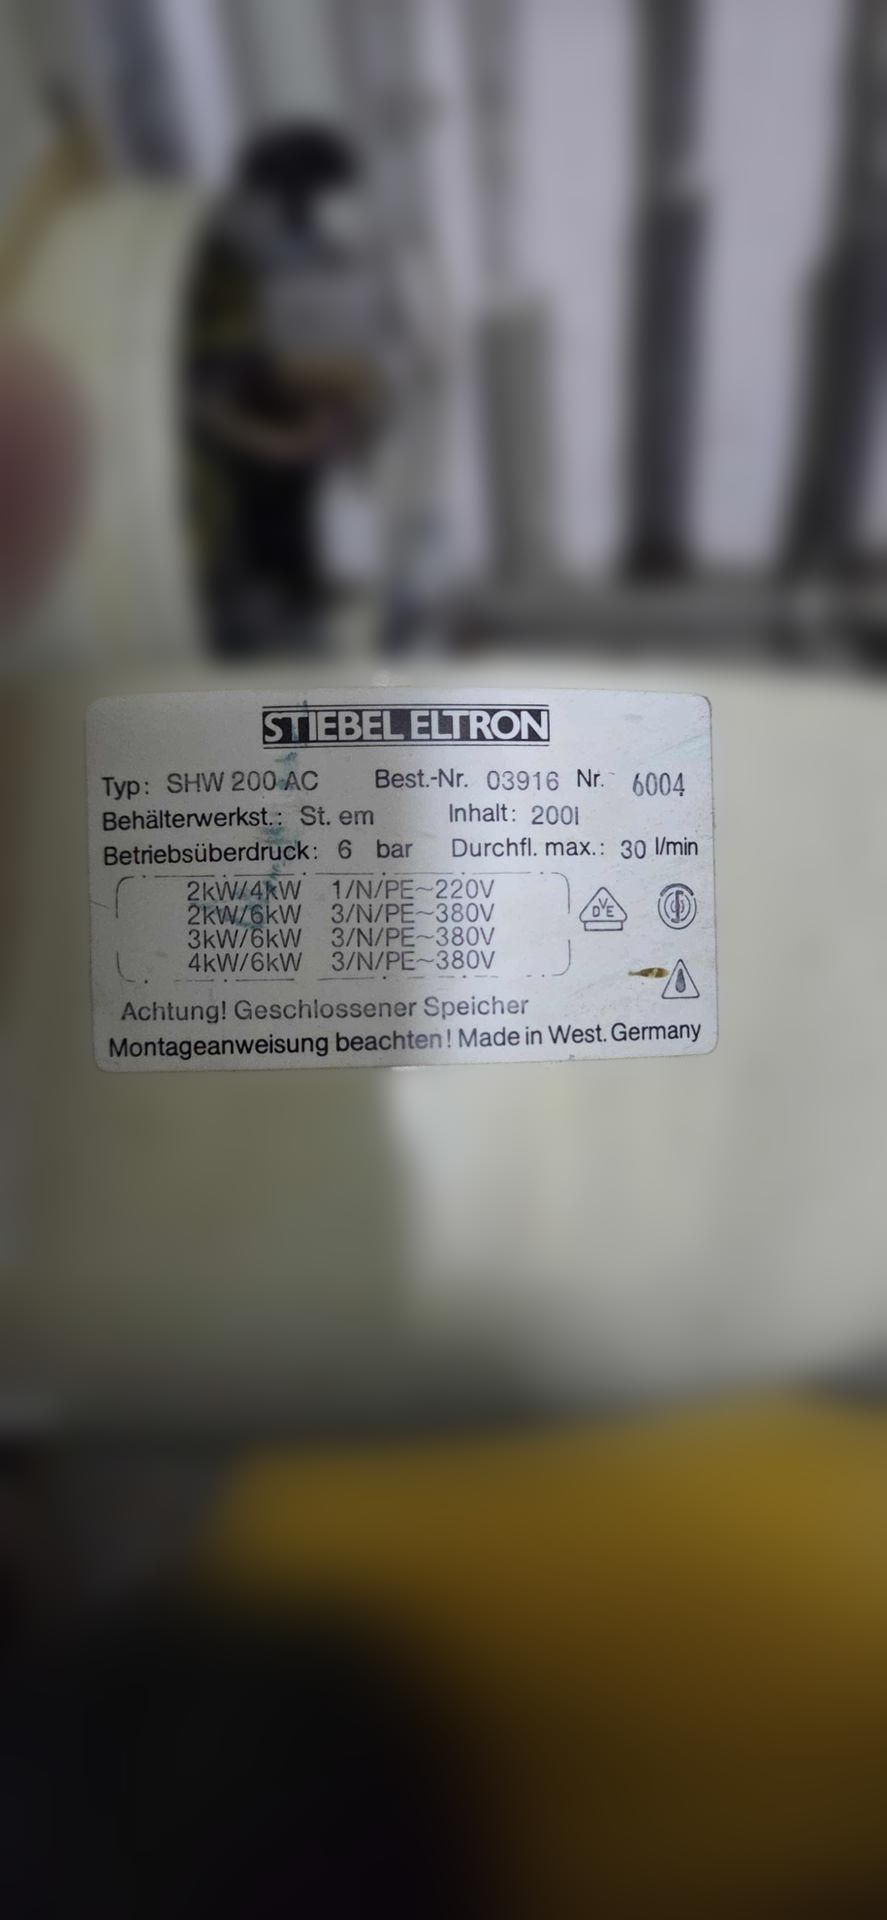 STIEBEL ELTRON
Typ: SHW 200 AC Best.-Nr. 03916 Nr. 6004
Behälterwerkst.: St. em Inhalt: 200l
Betriebsüberdruck: 6 bar Durchfl. max.: 30 l/min
2kW/4kW 1/N/PE~220V
2kW/6kW 3/N/PE~380V
3kW/6kW 3/N/PE~380V
4kW/6kW 3/N/PE~380V
DVE
Achtung! Geschlossener Speicher
Montageanweisung beachten! Made in West. Germany